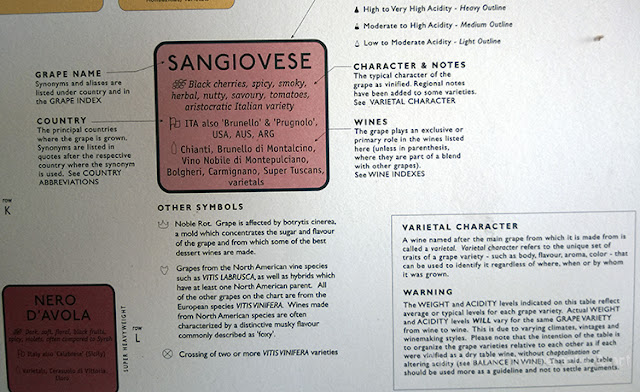 High to Very High Acidity - Heavy Outline
Moderate to High Acidity - Medium Outline
Low to Moderate Acidity - Light Outline
GRAPE NAME
Synonyms and aliases are
listed under country and in
the GRAPE INDEX
COUNTRY
The principal countries
where the grape is grown.
Synonyms are listed in
quotes after the respective
country where the synonym
is used. See COUNTRY
ABBREVIATIONS
SANGIOVESE
Black cherries, spicy, smoky,
herbal, nutty, savoury, tomatoes,
aristocratic Italian variety
ITA also 'Brunello' & 'Prugnolo',
USA, AUS, ARG
Chianti, Brunello di Montalcino,
Vino Nobile di Montepulciano,
Bolgheri, Carmignano, Super Tuscans,
varietals
CHARACTER & NOTES
The typical character of the
grape as vinified. Regional notes
have been added to some varieties.
See VARIETAL CHARACTER
WINES
The grape plays an exclusive or
primary role in the wines listed
here (unless in parenthesis,
where they are part of a blend
with other grapes).
See WINE INDEXES
OTHER SYMBOLS
Noble Rot. Grape is affected by botrytis cinerea,
a mold which concentrates the sugar and flavour
of the grape and from which some of the best
dessert wines are made.
Grapes from the North American vine species
such as VITIS LABRUSCA, as well as hybrids which
have at least one North American parent. All
of the other grapes on the chart are from the
European species VITIS VINIFERA. Wines made
from North American species are often
characterized by a distinctive musky flavour
commonly described as 'foxy'.
Crossing of two or more VITIS VINIFERA varieties
VARIETAL CHARACTER
A wine named after the main grape from which it is made from is
called a varietal. Varietal character refers to the unique set of
traits of a grape variety - such as body, flavour, aroma, color - that
can be used to identify it regardless of where, when or by whom
it was grown.
WARNING
The WEIGHT and ACIDITY levels indicated on this table reflect
average or typical levels for each grape variety. Actual WEIGHT
and ACIDITY levels WILL vary for the same GRAPE VARIETY
from wine to wine. This is due to varying climates, vintages and
winemaking styles. Please note that the intention of the table is
to organize the grape varieties relative to each other as if each
were vinified as a dry table wine, without chaptalisation or
altering acidity (see BALANCE IN WINE). That said, the table
should be used more as a guideline and not to settle arguments.
ROW
K
ROW
L
SUPER HEAVYWEIGHT
NERO
D'AVOLA
Dark, soft, floral, black fruits,
Italy also 'Calabrese' (Sicily)
Cerasuolo di Vittoria,